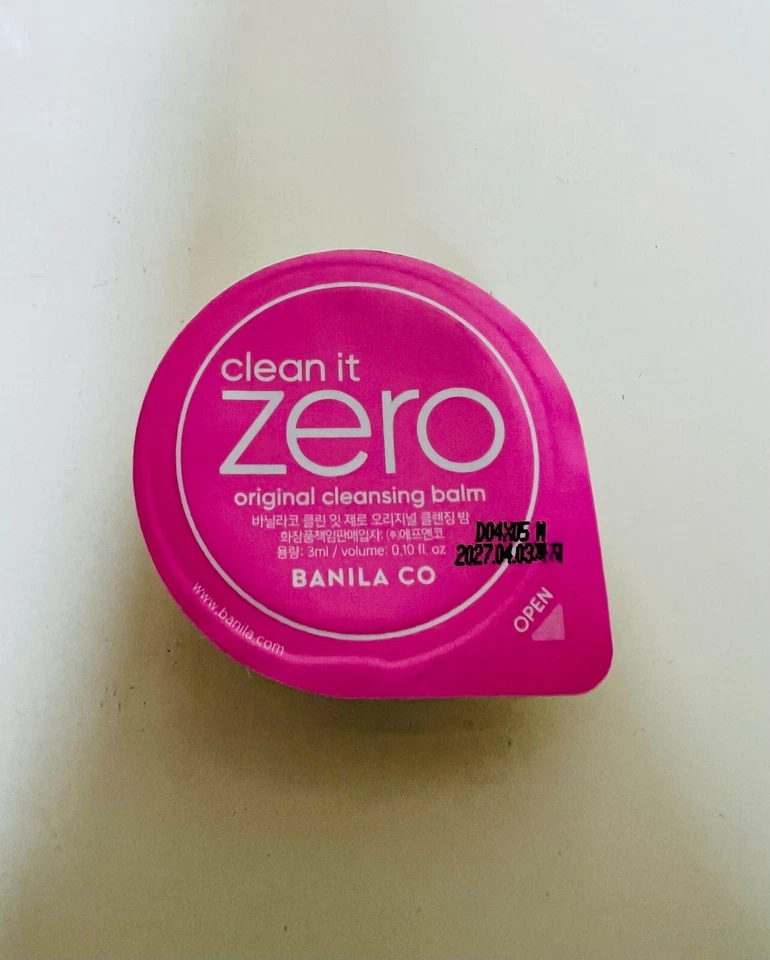 clean it
zero
original cleansing balm
바닐라코 클린 잇 제로 오리지널 클렌징 밤
화장품책임판매업자: ㈜에프앤코
용량: 3ml / volume: 0.10 fl. oz
BANILA CO
D04X05 M
2027.04.03까지
OPEN
www.banila.com